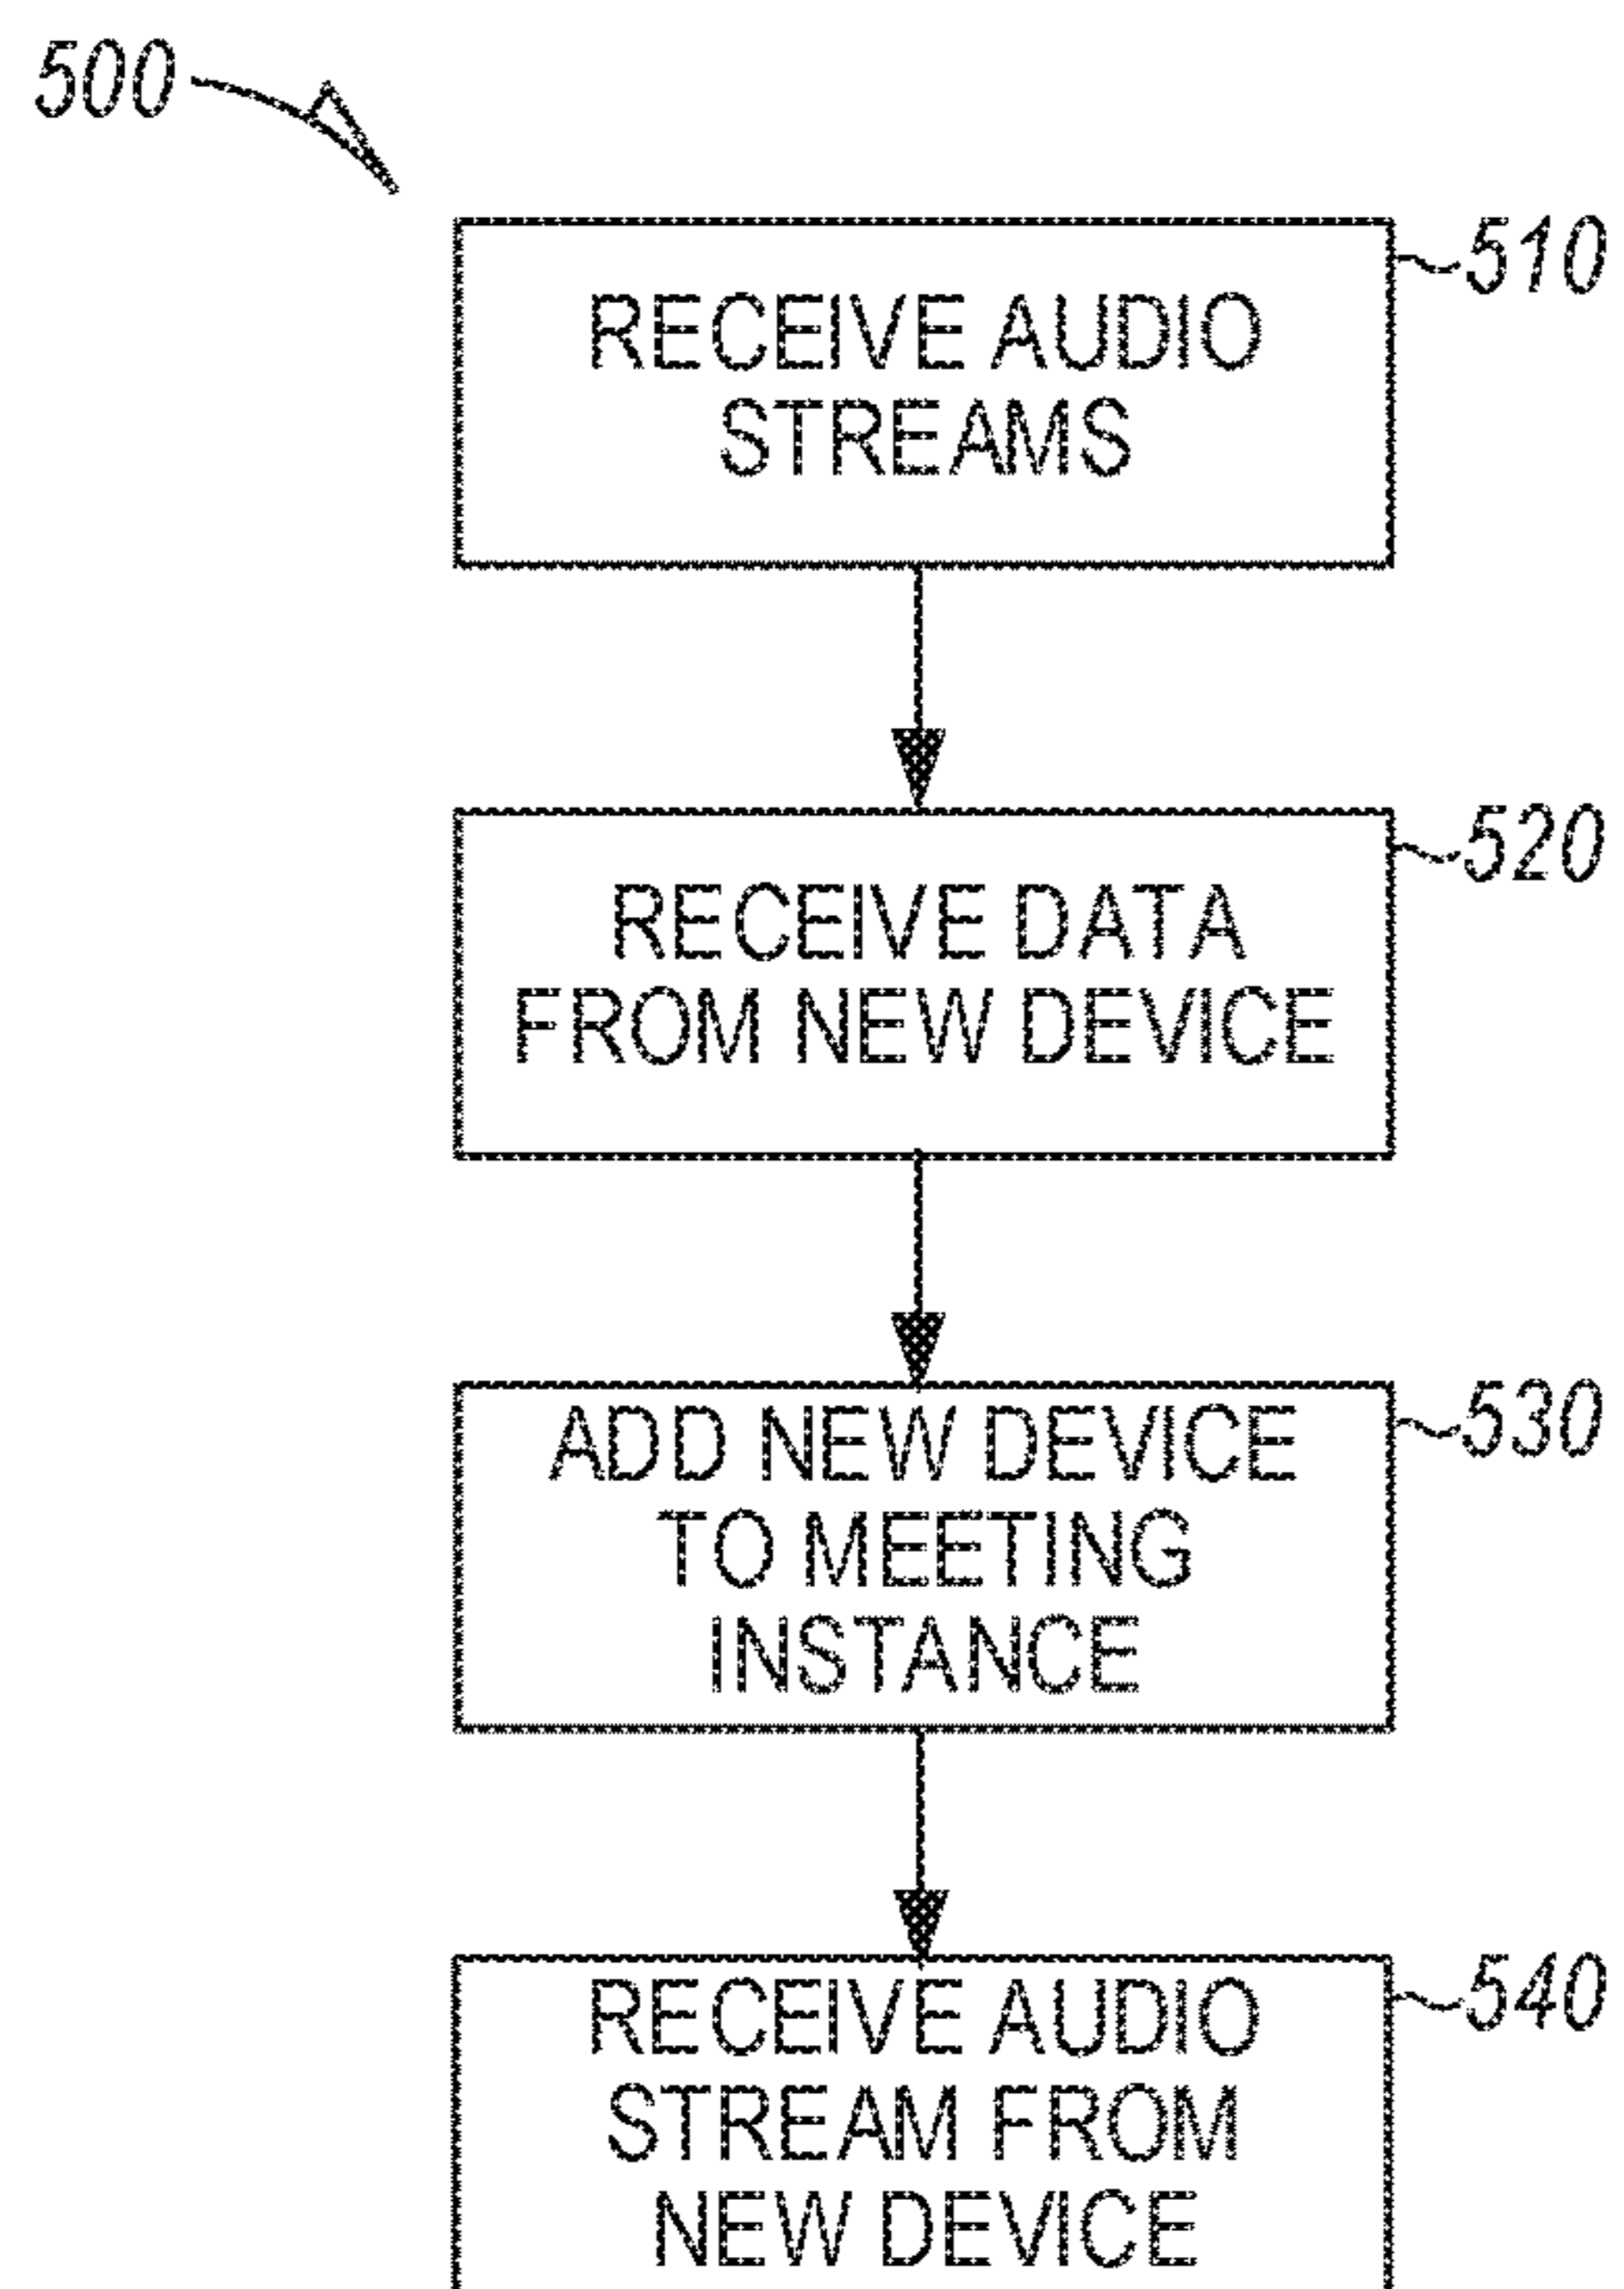 500
510
RECEIVE AUDIO
STREAMS
520
RECEIVE DATA
FROM NEW DEVICE
530
ADD NEW DEVICE
TO MEETING
INSTANCE
540
RECEIVE AUDIO
STREAM FROM
NEW DEVICE